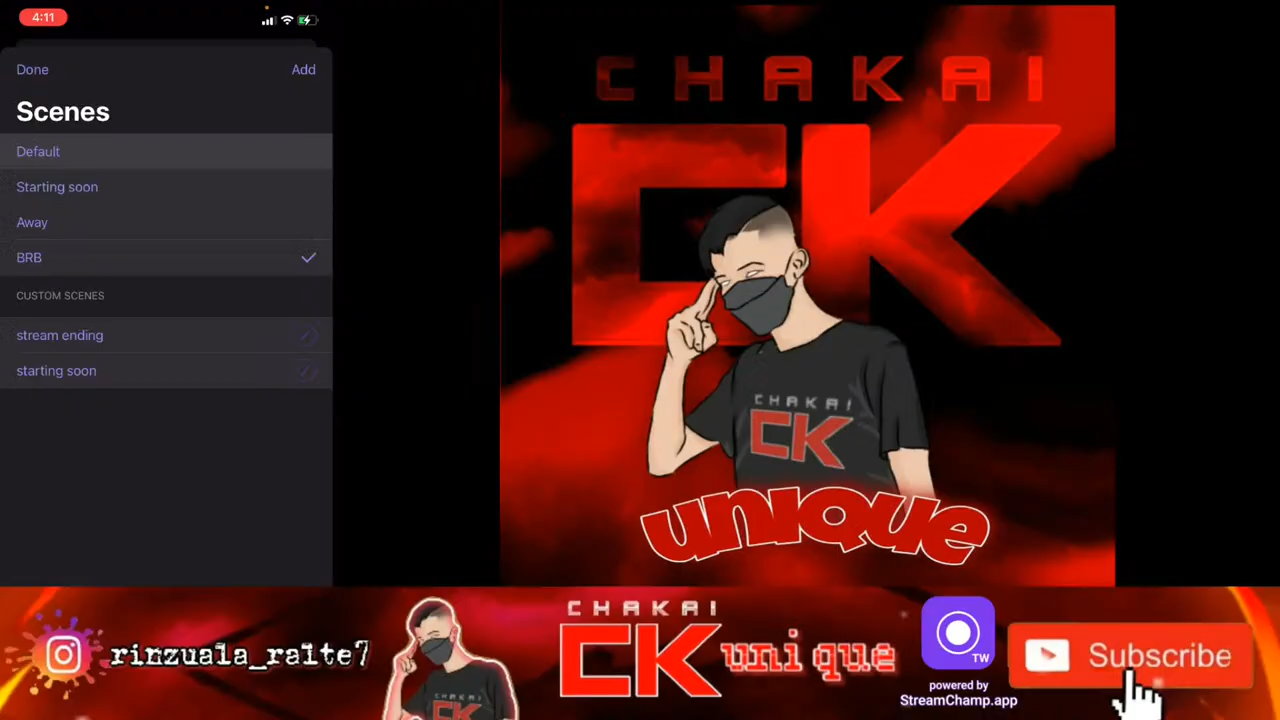 4:11
Done
Add
Scenes
Default
Starting soon
Away
BRB
CUSTOM SCENES
stream ending
starting soon
CHAKAI
CK
CHAKAI
CK
unique
rinzuala_ralte7
CHAKAI
CK
unique
CK
TW
powered by
StreamChamp.app
Subscribe